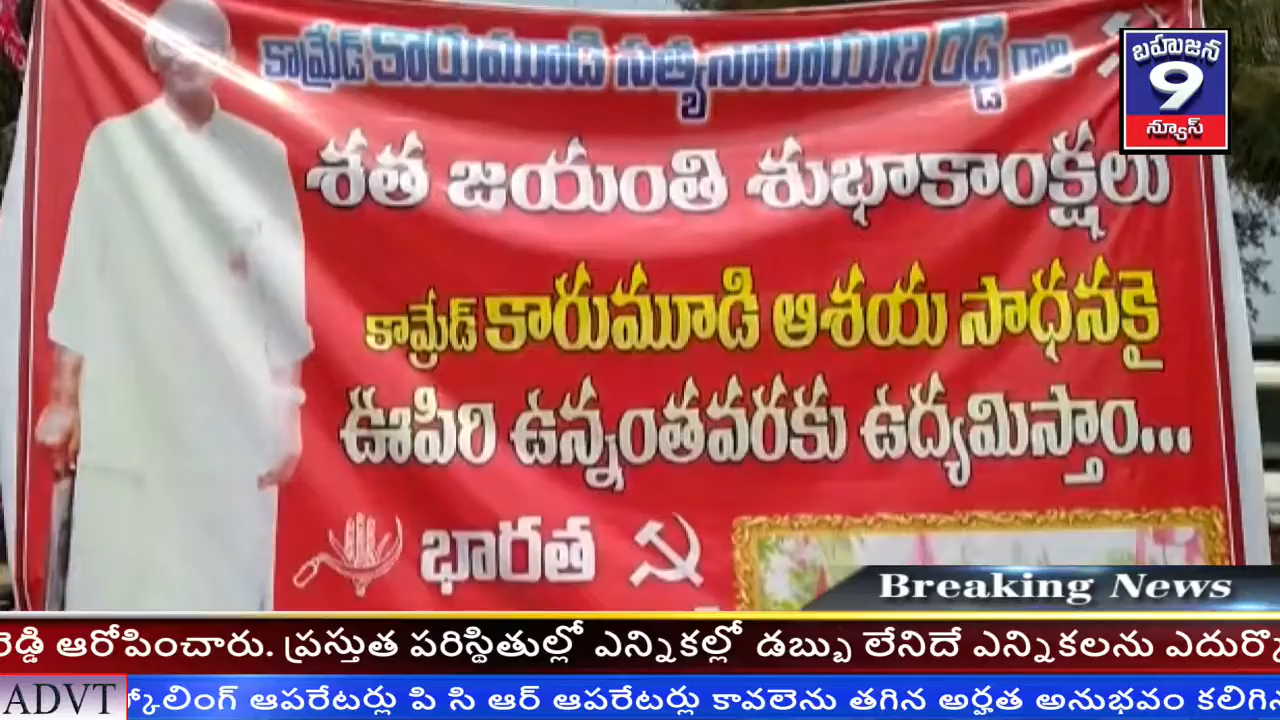 కామ్రేడ్ కారుమూడి సత్యనారాయణ రెడ్డి గారి
శత జయంతి శుభాకాంక్షలు
కామ్రేడ్ కారుమూడి ఆశయ సాధనకై
ఊపిరి ఉన్నంతవరకు ఉద్యమిస్తాం...
భారత
బహుజన
9
న్యూస్
Breaking News
రెడ్డి ఆరోపించారు. ప్రస్తుత పరిస్థితుల్లో ఎన్నికల్లో డబ్బు లేనిదే ఎన్నికలను
ADVT
ఆపరేటర్లు పి సి ఆర్ ఆపరేటర్లు కావలెను తగిన అర్హత అనుభవం